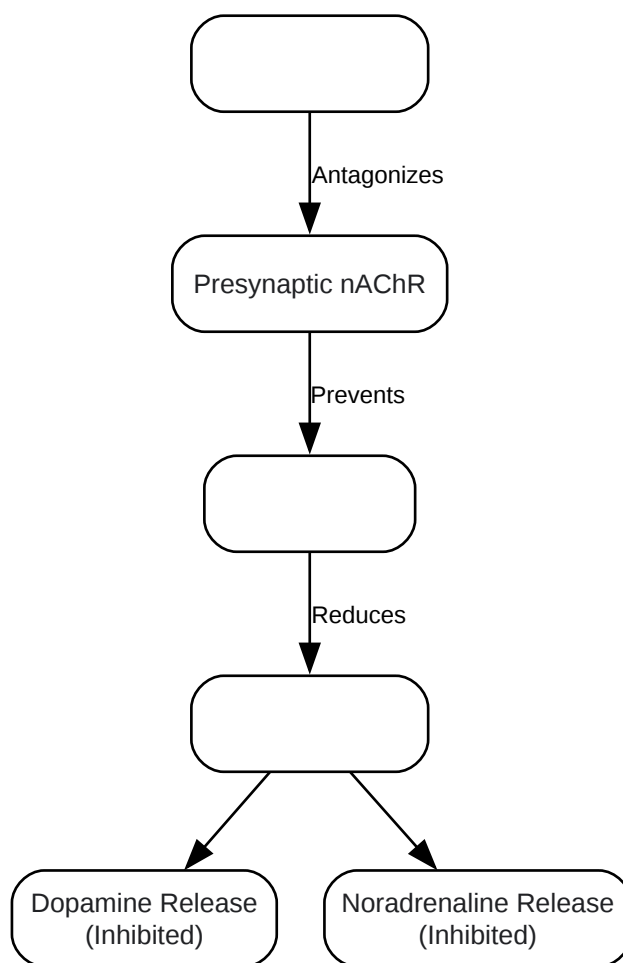 Antagonizes
Presynaptic nAChR
Prevents
Reduces
Dopamine Release
(Inhibited)
Noradrenaline Release
(Inhibited)